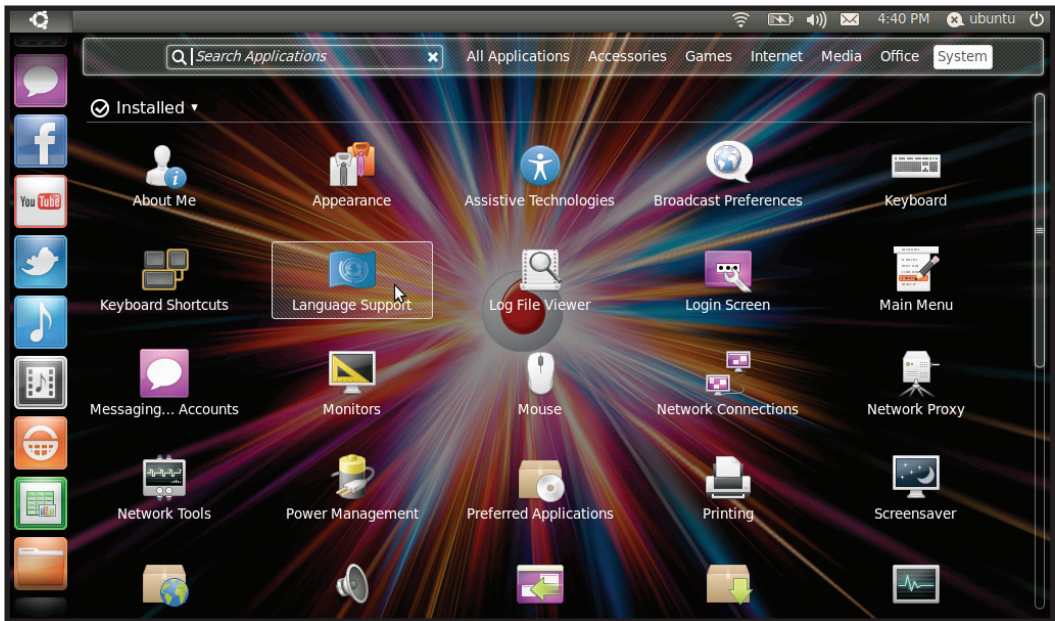 4:40 PM ubuntu
Search Applications All Applications Accessories Games Internet Media Office System
Installed
About Me Appearance Assistive Technologies Broadcast Preferences Keyboard
You Tube
Keyboard Shortcuts Language Support Log File Viewer Login Screen Main Menu
Messaging... Accounts Monitors Mouse Network Connections Network Proxy
Network Tools Power Management Preferred Applications Printing Screensaver